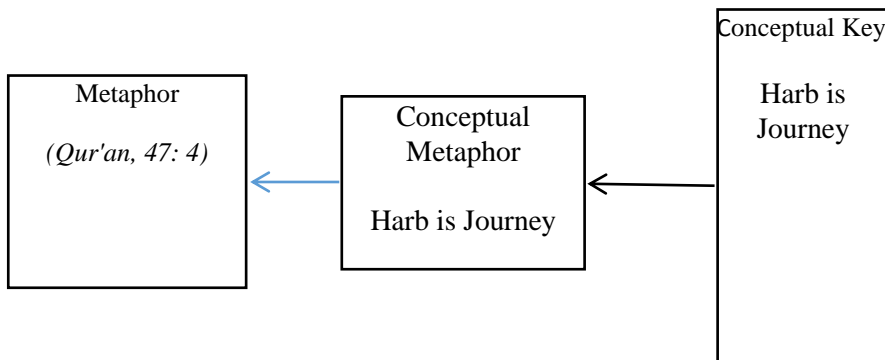 Metaphor
(Qur'an, 47: 4)
Conceptual
Metaphor
Harb is Journey
Conceptual Key
Harb is
Journey